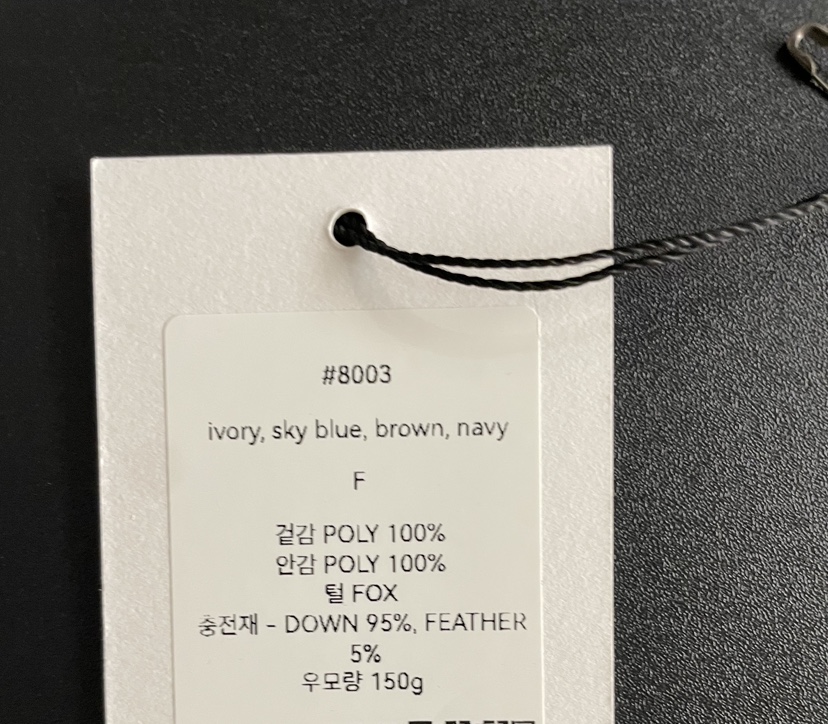 #8003
ivory, sky blue, brown, navy
F
겉감 POLY 100%
안감 POLY 100%
털 FOX
충전재 - DOWN 95%, FEATHER
5%
우모량 150g